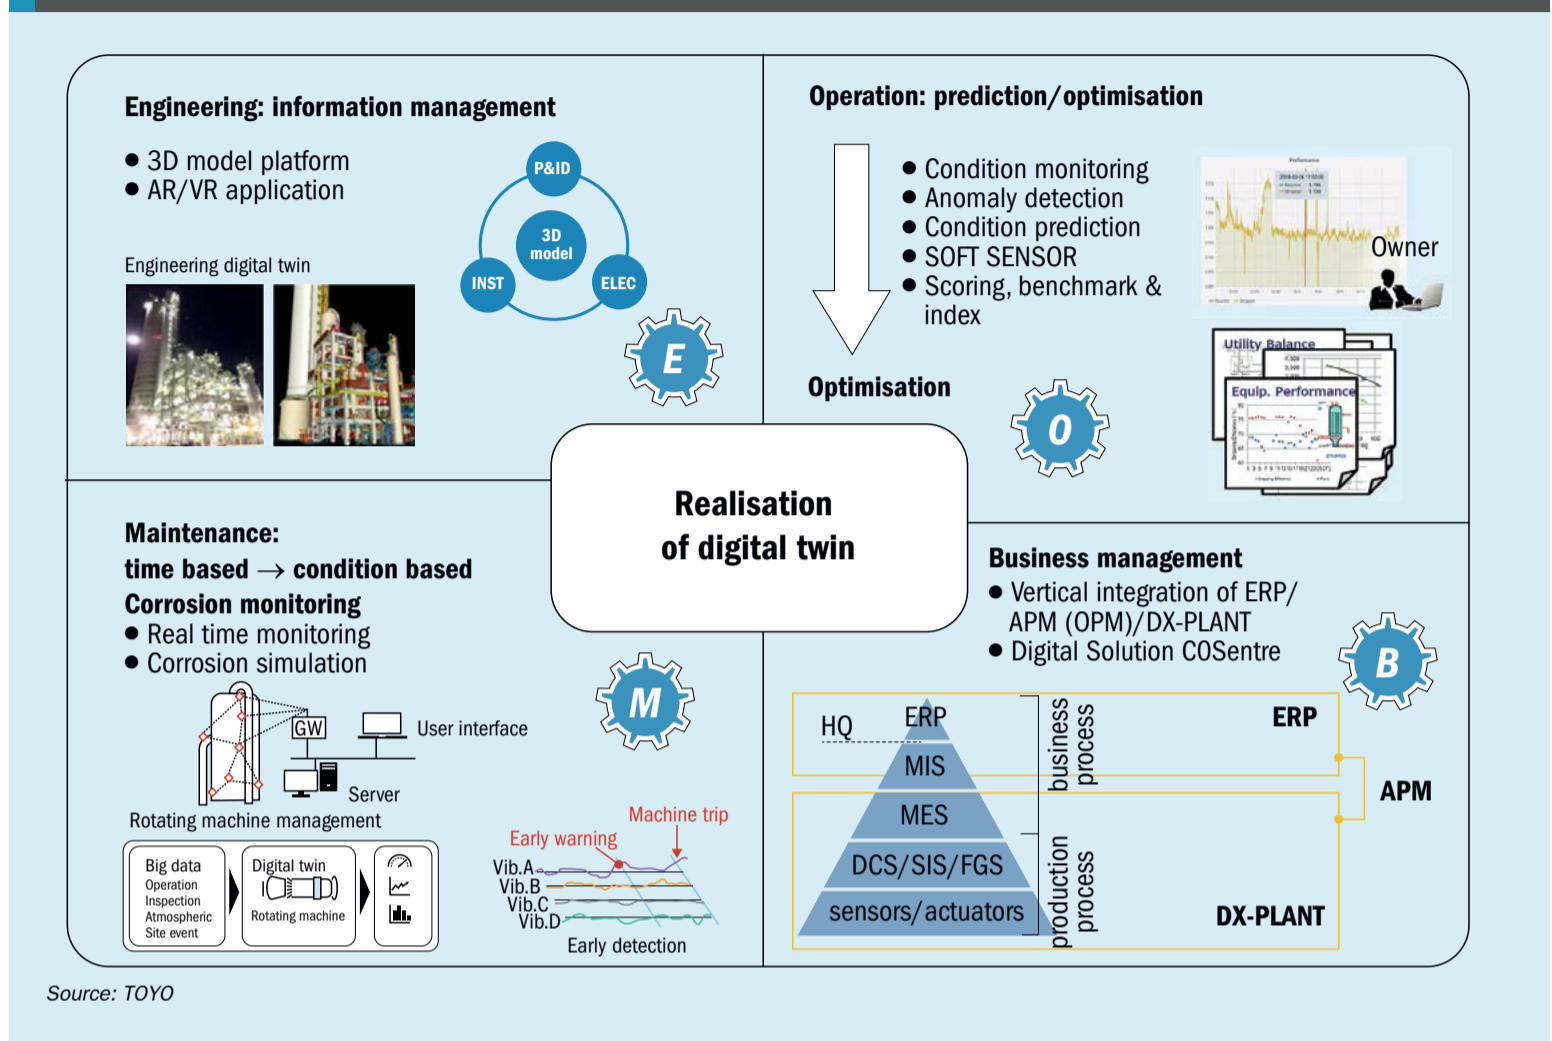 Engineering: information management
● 3D model platform
● AR/VR application
P&ID
3D
model
INST
ELEC
Engineering digital twin
E
Operation: prediction/optimisation
● Condition monitoring
● Anomaly detection
● Condition prediction
● SOFT SENSOR
● Scoring, benchmark &
index
Optimisation
Performance
Owner
Utility Balance
Equip. Performance
O
Realisation
of digital twin
Maintenance:
time based → condition based
Corrosion monitoring
● Real time monitoring
● Corrosion simulation
GW
User interface
Server
M
Rotating machine management
Big data
Operation
Inspection
Atmospheric
Site event
Digital twin
Rotating machine
Machine trip
Early warning
Vib.A
Vib.B
Vib.C
Vib.D
Early detection
Business management
● Vertical integration of ERP/
APM (OPM)/DX-PLANT
● Digital Solution COSentre
B
HQ
ERP
MIS
MES
DCS/SIS/FGS
sensors/actuators
business
process
production
process
ERP
APM
DX-PLANT
Source: TOYO